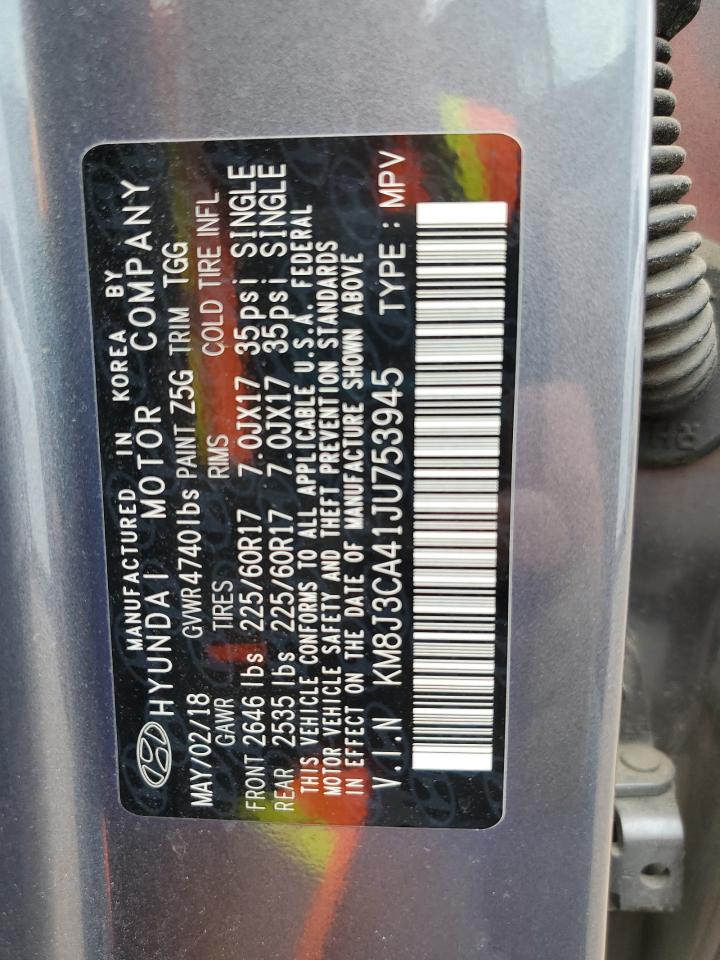 MANUFACTURED IN KOREA BY
HYUNDAI MOTOR COMPANY
MAY/02/18 GVWR 4740lbs PAINT Z5G TRIM TGG
GAWR TIRES RIMS COLD TIRE INFL
FRONT 2646 lbs 225/60R17 7.0JX17 35psi SINGLE
REAR 2535 lbs 225/60R17 7.0JX17 35psi SINGLE
THIS VEHICLE CONFORMS TO ALL APPLICABLE U.S.A. FEDERAL
MOTOR VEHICLE SAFETY AND THEFT PREVENTION STANDARDS
IN EFFECT ON THE DATE OF MANUFACTURE SHOWN ABOVE
V.I.N KM8J3CA41JU753945 TYPE : MPV